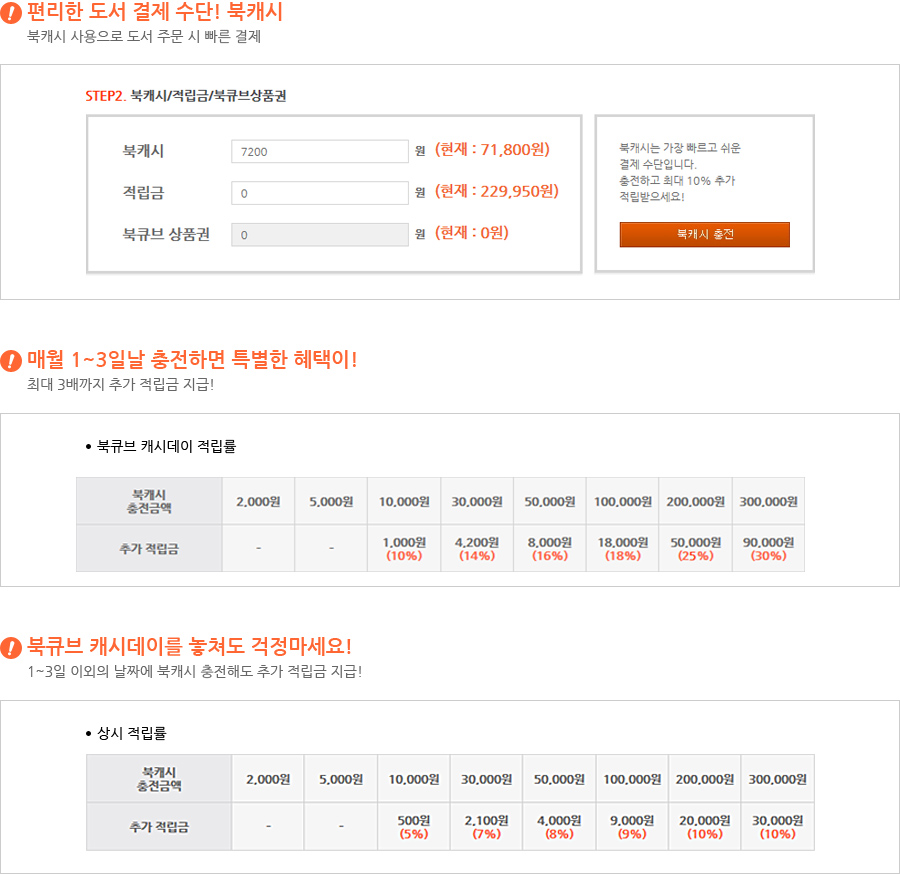 편리한 도서 결제 수단! 북캐시
북캐시 사용으로 도서 주문 시 빠른 결제
STEP2. 북캐시/적립금/북큐브상품권
북캐시 7200 원 (현재 : 71,800원)
적립금 0 원 (현재 : 229,950원)
북큐브 상품권 0 원 (현재 : 0원)
북캐시는 가장 빠르고 쉬운
결제 수단입니다.
충전하고 최대 10% 추가
적립받으세요!
북캐시 충전
매월 1~3일날 충전하면 특별한 혜택이!
최대 3배까지 추가 적립금 지급!
• 북큐브 캐시데이 적립률
북캐시
충전금액 2,000원 5,000원 10,000원 30,000원 50,000원 100,000원 200,000원 300,000원
추가 적립금 - - 1,000원 4,200원 8,000원 18,000원 50,000원 90,000원
(10%) (14%) (16%) (18%) (25%) (30%)
북큐브 캐시데이를 놓쳐도 걱정마세요!
1~3일 이외의 날짜에 북캐시 충전해도 추가 적립금 지급!
• 상시 적립률
북캐시
충전금액 2,000원 5,000원 10,000원 30,000원 50,000원 100,000원 200,000원 300,000원
추가 적립금 - - 500원 2,100원 4,000원 9,000원 20,000원 30,000원
(5%) (7%) (8%) (9%) (10%) (10%)